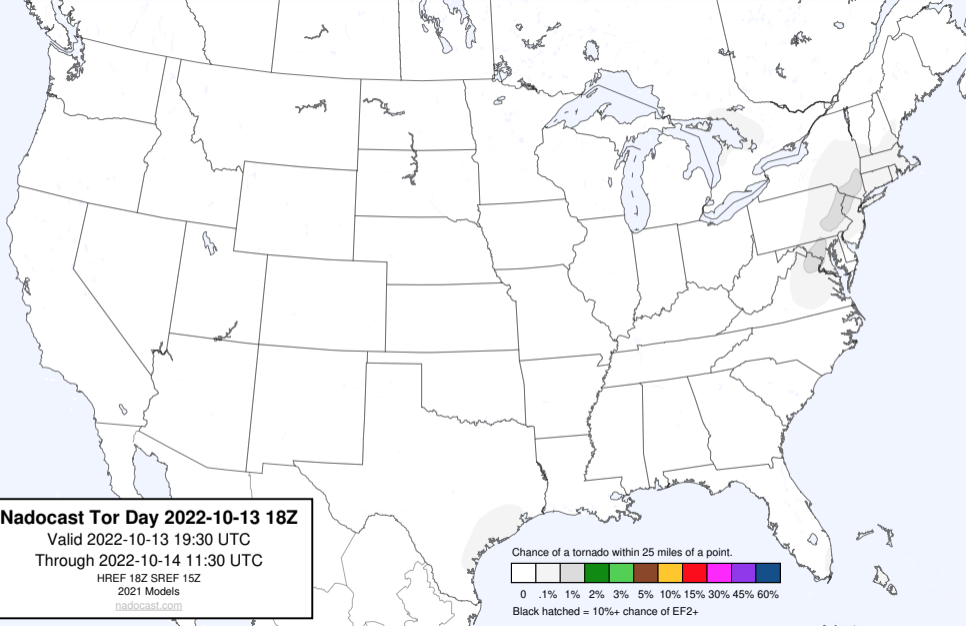 Nadocast Tor Day 2022-10-13 18Z
Valid 2022-10-13 19:30 UTC
Through 2022-10-14 11:30 UTC
HREF 18Z SREF 15Z
2021 Models
nadocast.com
Chance of a tornado within 25 miles of a point.
0 .1% 1% 2% 3% 5% 10% 15% 30% 45% 60%
Black hatched = 10%+ chance of EF2+